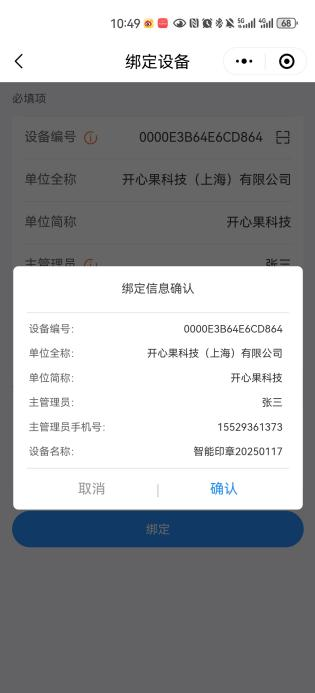 10:49
5G
4G
68
绑定设备
必填项
设备编号 0000E3B64E6CD864
单位全称 开心果科技（上海）有限公司
单位简称 开心果科技
主管理员 张三
绑定信息确认
设备编号: 0000E3B64E6CD864
单位全称: 开心果科技（上海）有限公司
单位简称: 开心果科技
主管理员: 张三
主管理员手机号: 15529361373
设备名称: 智能印章20250117
取消 | 确认
绑定